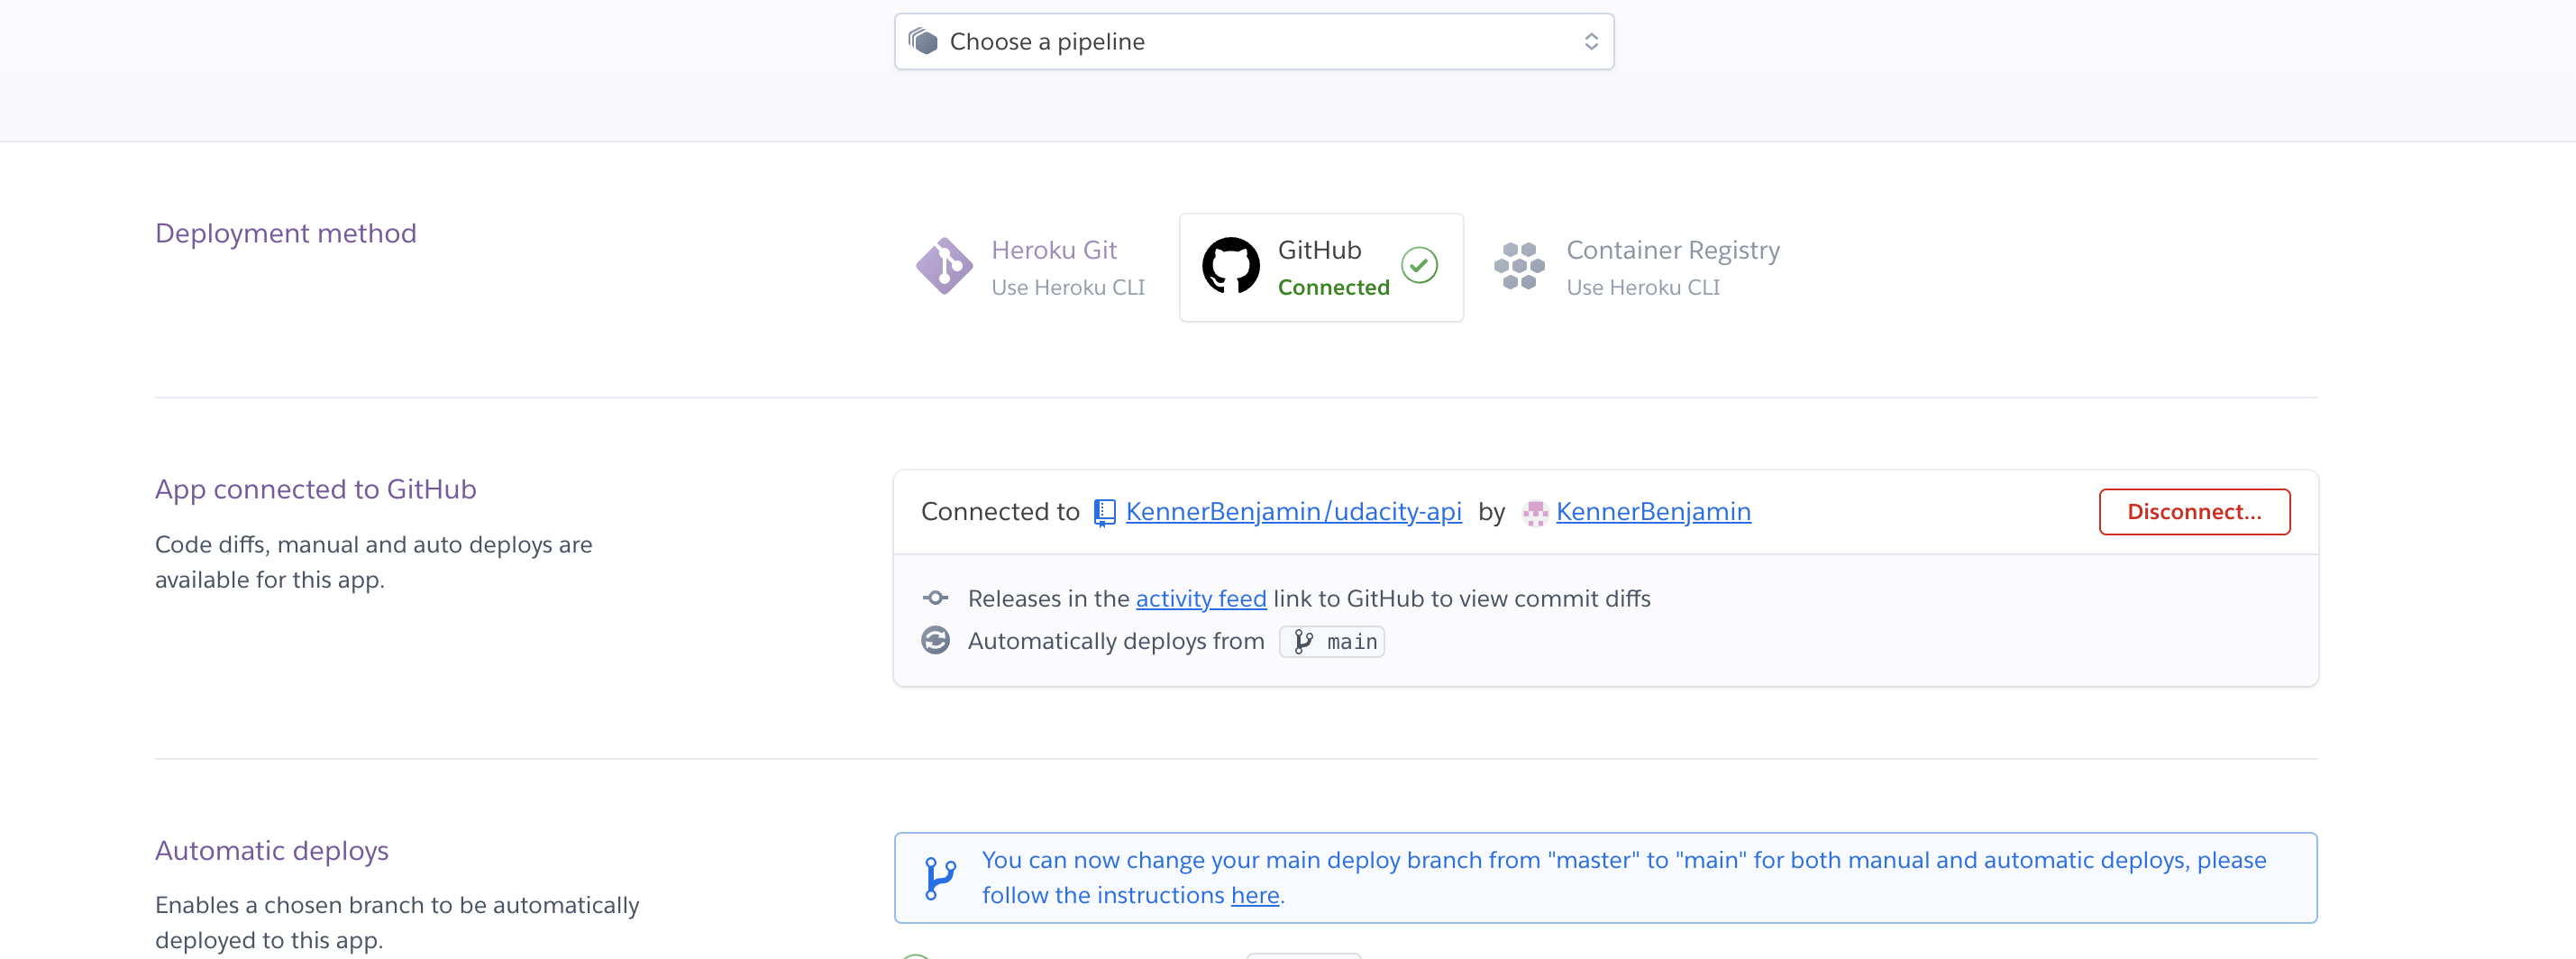 Choose a pipeline
Deployment method
Heroku Git
Use Heroku CLI
GitHub
Connected
Container Registry
Use Heroku CLI
App connected to GitHub
Code diffs, manual and auto deploys are
available for this app.
Connected to KennerBenjamin/udacity-api by KennerBenjamin
Disconnect...
Releases in the activity feed link to GitHub to view commit diffs
Automatically deploys from main
Automatic deploys
Enables a chosen branch to be automatically
deployed to this app.
You can now change your main deploy branch from "master" to "main" for both manual and automatic deploys, please
follow the instructions here.